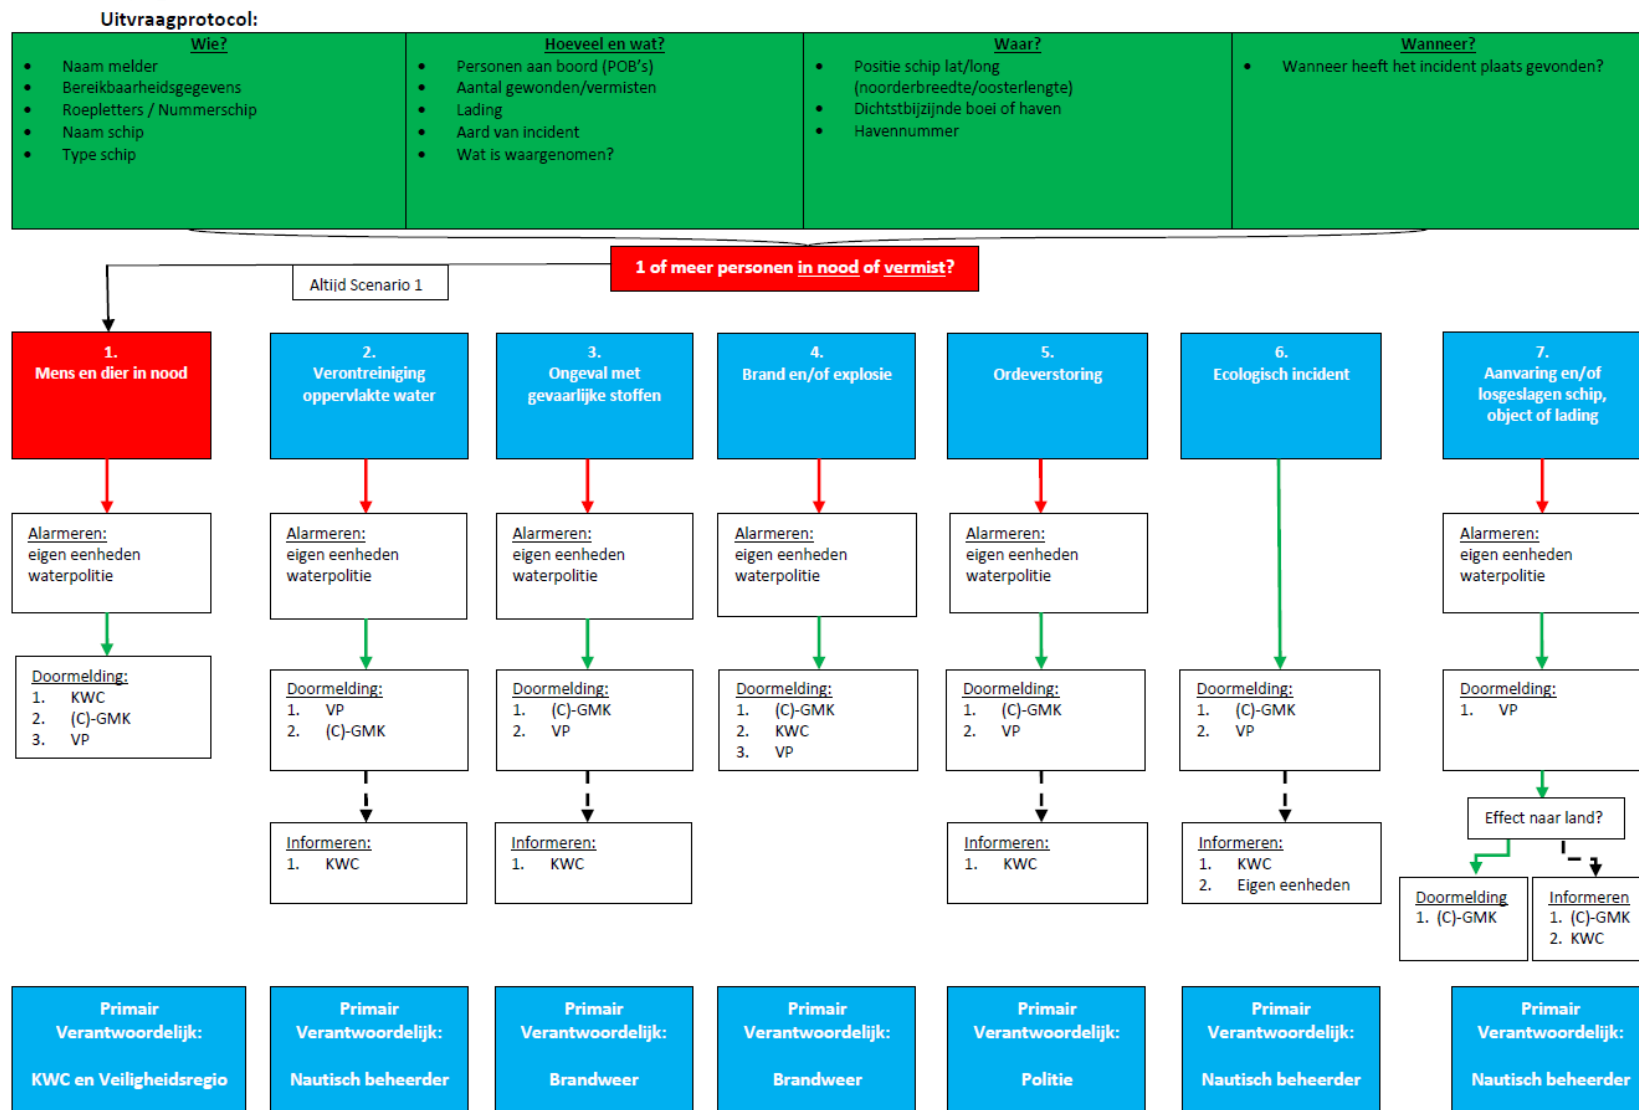 Uitvraagprotocol:
Wie?
• Naam melder
• Bereikbaarheidsgegevens
• Roepletters / Nummerschip
• Naam schip
• Type schip
Hoeveel en wat?
• Personen aan boord (POB's)
• Aantal gewonden/vermisten
• Lading
• Aard van incident
• Wat is waargenomen?
Waar?
• Positie schip lat/long
(noorderbreedte/oosterlengte)
• Dichtstbijzijnde boei of haven
• Havennummer
Wanneer?
• Wanneer heeft het incident plaats gevonden?
1 of meer personen in nood of vermist?
Altijd Scenario 1
1.
Mens en dier in nood
Alarmeren:
eigen eenheden
waterpolitie
Doormelding:
1. KWC
2. (C)-GMK
3. VP
Primair
Verantwoordelijk:
KWC en Veiligheidsregio
2.
Verontreiniging
oppervlakte water
Alarmeren:
eigen eenheden
waterpolitie
Doormelding:
1. VP
2. (C)-GMK
Informeren:
1. KWC
Primair
Verantwoordelijk:
Nautisch beheerder
3.
Ongeval met
gevaarlijke stoffen
Alarmeren:
eigen eenheden
waterpolitie
Doormelding:
1. (C)-GMK
2. VP
Informeren:
1. KWC
Primair
Verantwoordelijk:
Brandweer
4.
Brand en/of explosie
Alarmeren:
eigen eenheden
waterpolitie
Doormelding:
1. (C)-GMK
2. KWC
3. VP
Primair
Verantwoordelijk:
Brandweer
5.
Ordeverstoring
Alarmeren:
eigen eenheden
waterpolitie
Doormelding:
1. (C)-GMK
2. VP
Informeren:
1. KWC
Primair
Verantwoordelijk:
Politie
6.
Ecologisch incident
Doormelding:
1. (C)-GMK
2. VP
Informeren:
1. KWC
2. Eigen eenheden
Primair
Verantwoordelijk:
Nautisch beheerder
7.
Aanvaring en/of
losgeslagen schip,
object of lading
Alarmeren:
eigen eenheden
waterpolitie
Doormelding:
1. VP
Effect naar land?
Doormelding
1. (C)-GMK
Informeren
1. (C)-GMK
2. KWC
Primair
Verantwoordelijk:
Nautisch beheerder